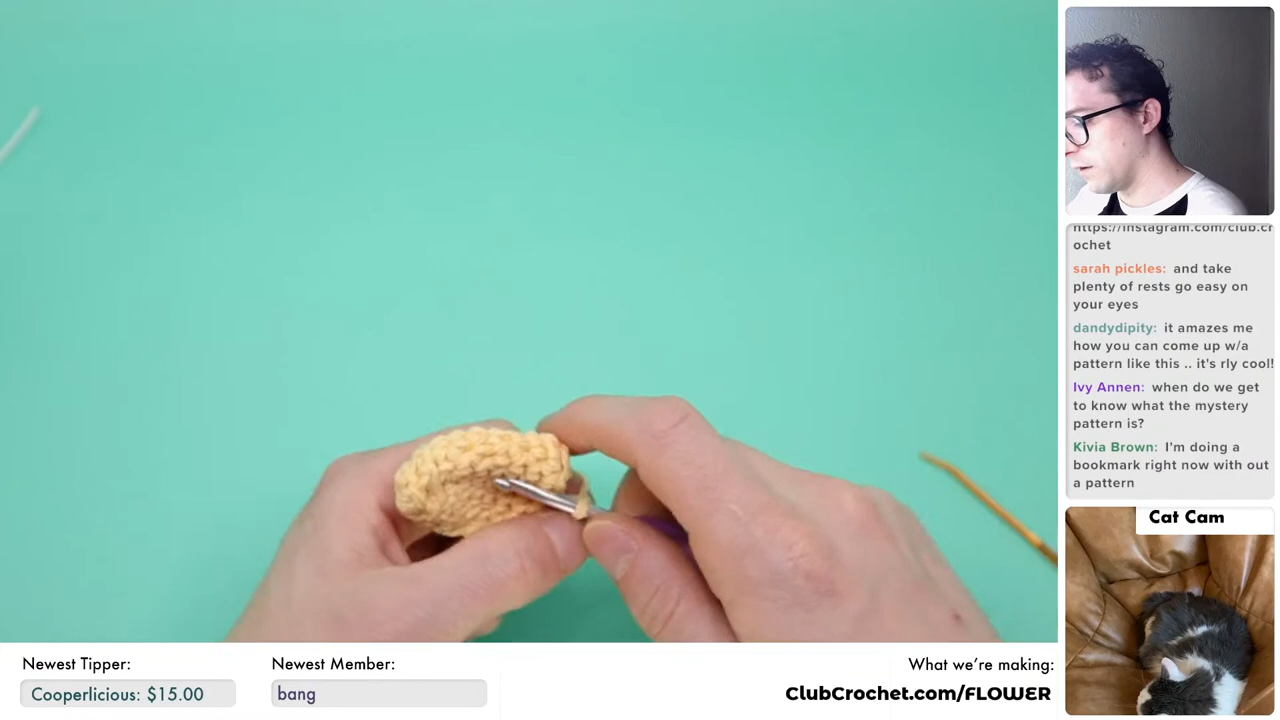 https://instagram.com/club.cr
ochet
sarah pickles: and take
plenty of rests go easy on
your eyes
dandydipity: it amazes me
how you can come up w/a
pattern like this .. it's rly cool!
Ivy Annen: when do we get
to know what the mystery
pattern is?
Kivia Brown: I'm doing a
bookmark right now with out
a pattern
Cat Cam
Newest Tipper:
Cooperlicious: $15.00
Newest Member:
bang
What we're making:
ClubCrochet.com/FLOWER